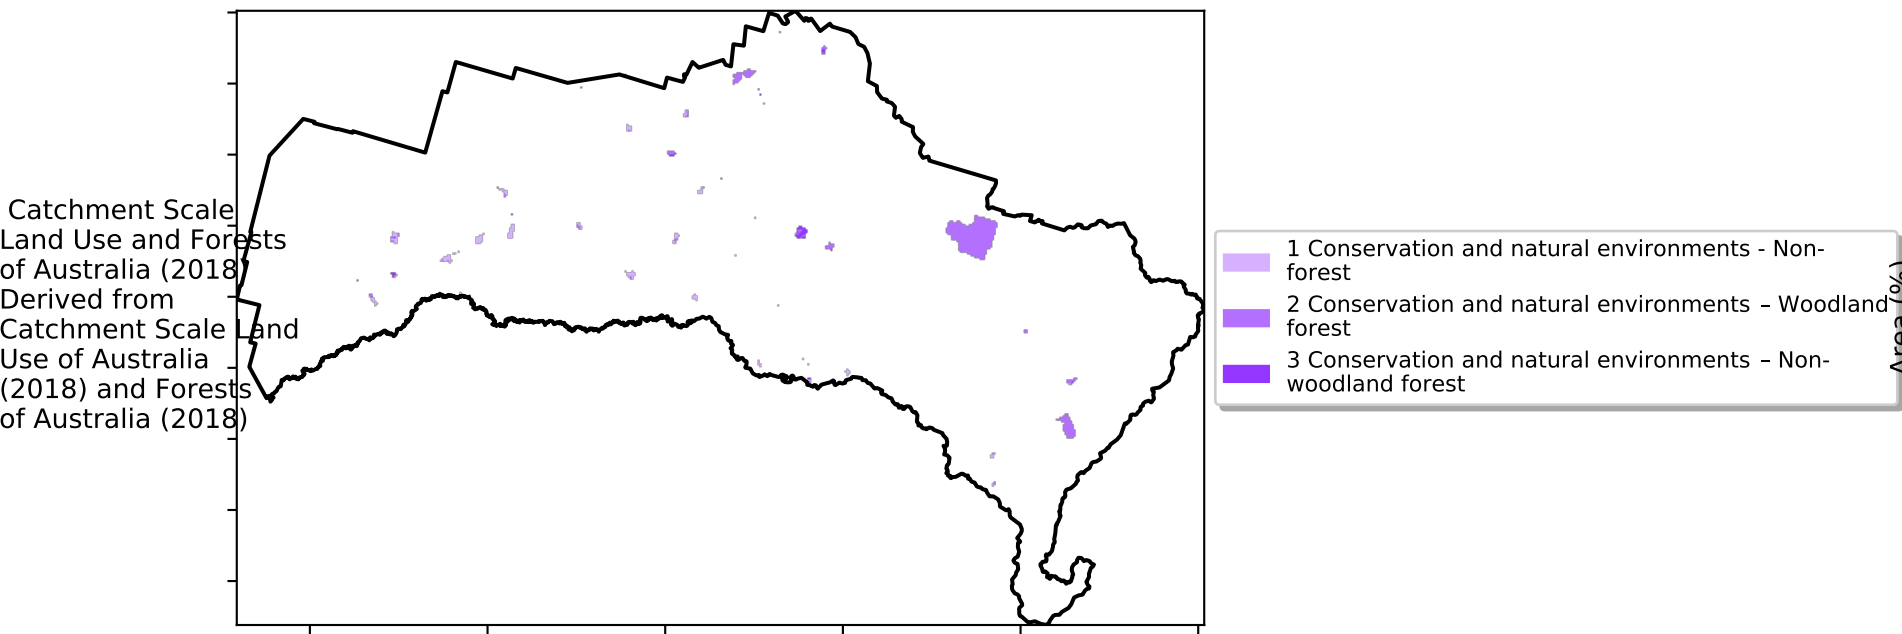 Catchment Scale
Land Use and Forests
of Australia (2018)
Derived from
Catchment Scale Land
Use of Australia
(2018) and Forests
of Australia (2018)
1 Conservation and natural environments - Non-
forest
2 Conservation and natural environments – Woodland
forest
3 Conservation and natural environments – Non-
woodland forest
Area (%)